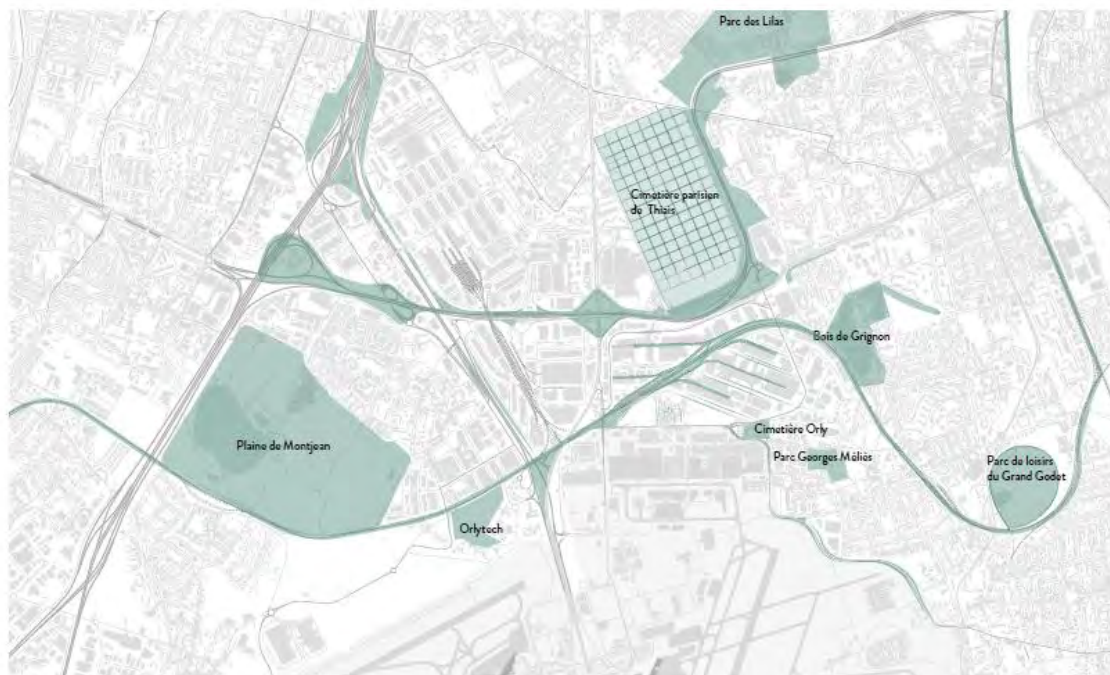 Parc des Lilas
Cimetière parisien
de Thiais
Bois de Grignon
Cimetière Orly
Plaine de Montjean
Parc Georges Méliès
Parc de loisirs
du Grand Godet
Orlytech